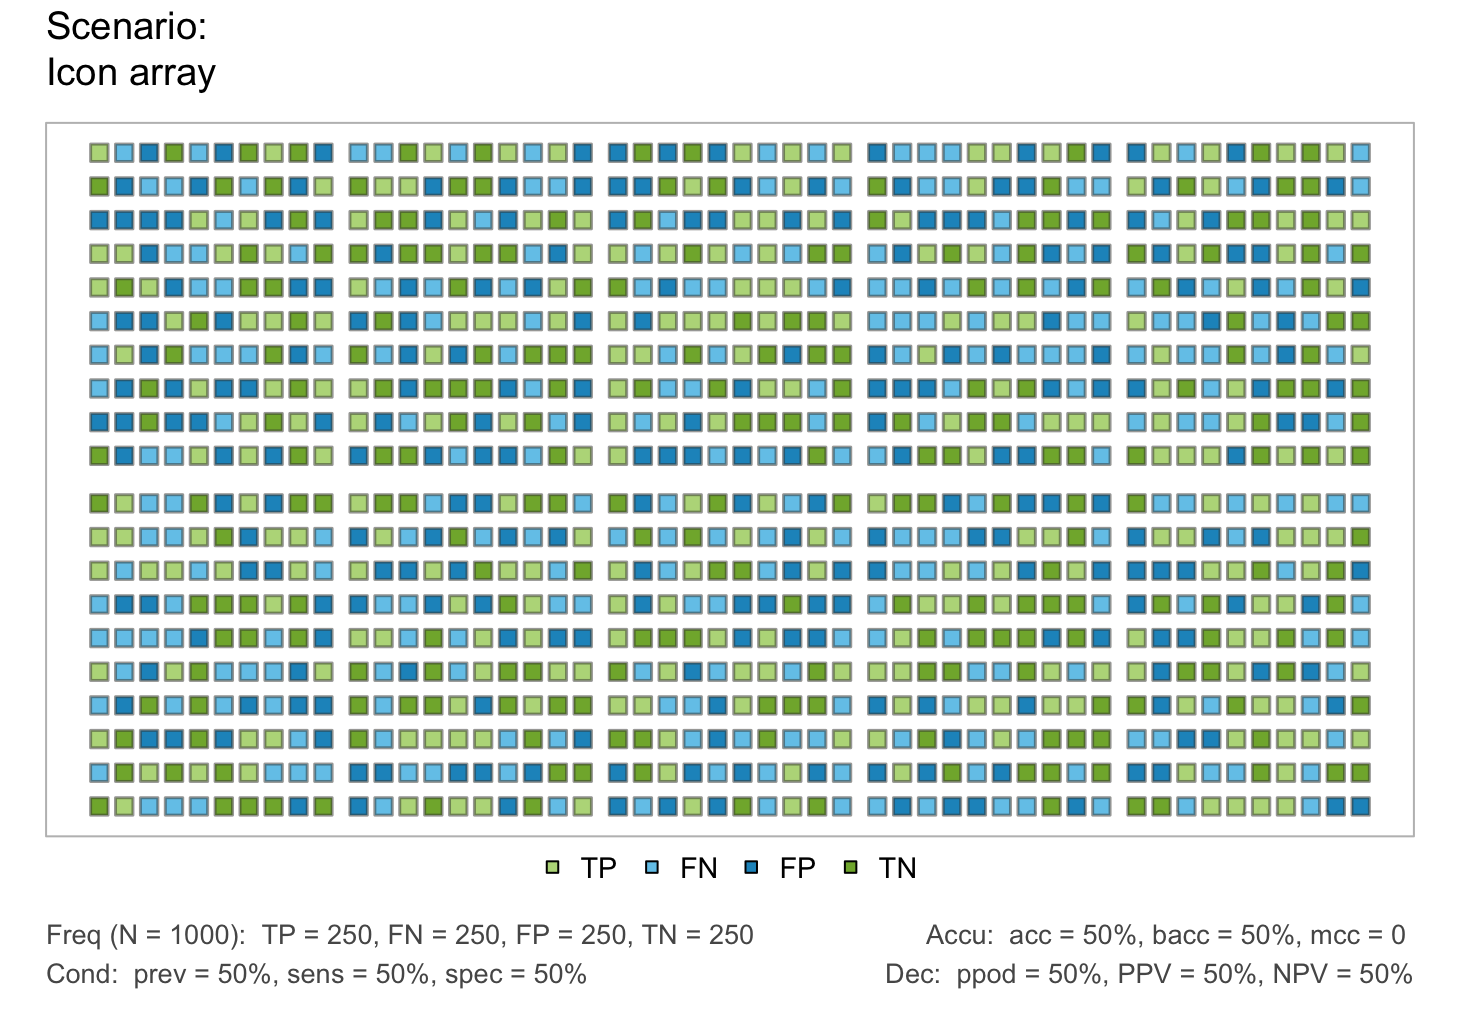 Scenario:
Icon array
TP FN FP TN
Freq (N = 1000):  TP = 250, FN = 250, FP = 250, TN = 250
Accu:  acc = 50%, bacc = 50%, mcc = 0
Cond:  prev = 50%, sens = 50%, spec = 50%
Dec:  ppod = 50%, PPV = 50%, NPV = 50%